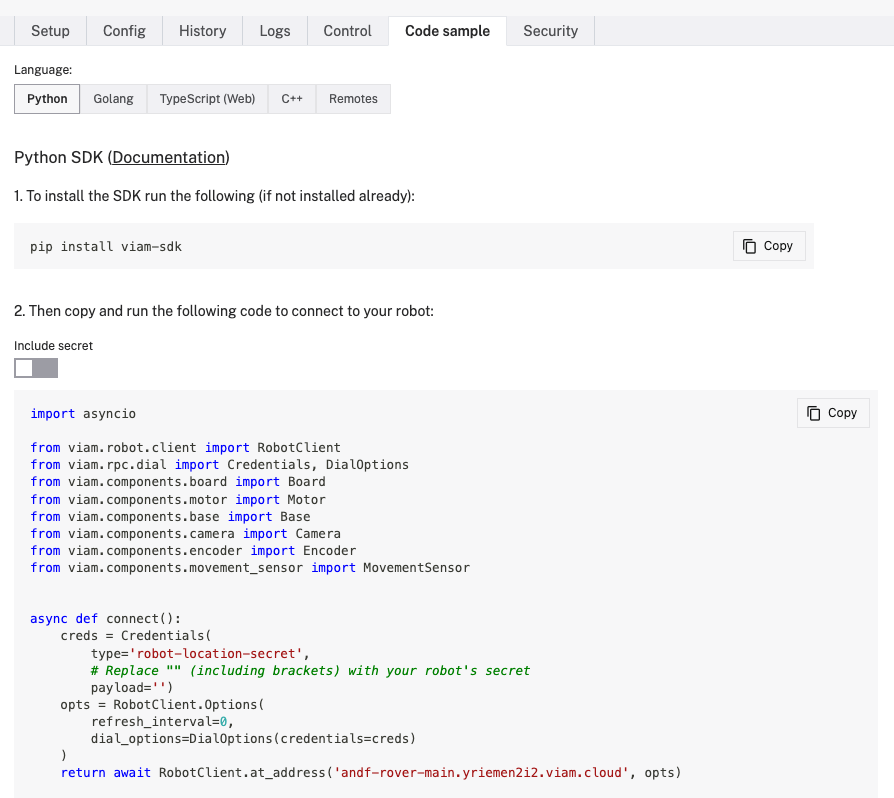 Setup Config History Logs Control Code sample Security
Language:
Python Golang TypeScript (Web) C++ Remotes
Python SDK (Documentation)
1. To install the SDK run the following (if not installed already):
pip install viam-sdk
Copy
2. Then copy and run the following code to connect to your robot:
Include secret
Copy
import asyncio
from viam.robot.client import RobotClient
from viam.rpc.dial import Credentials, DialOptions
from viam.components.board import Board
from viam.components.motor import Motor
from viam.components.base import Base
from viam.components.camera import Camera
from viam.components.encoder import Encoder
from viam.components.movement_sensor import MovementSensor
async def connect():
    creds = Credentials(
        type='robot-location-secret',
        # Replace "" (including brackets) with your robot's secret
        payload='')
    opts = RobotClient.Options(
        refresh_interval=0,
        dial_options=DialOptions(credentials=creds)
    )
    return await RobotClient.at_address('andf-rover-main.yriemen2i2.viam.cloud', opts)